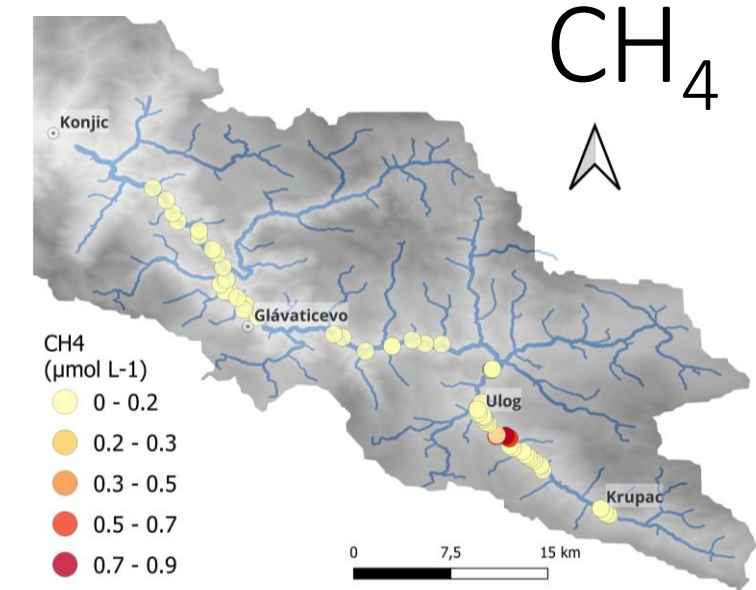 CH4
Konjic
Glávaticevo
CH4
(µmol L-1)
0 - 0.2
0.2 - 0.3
0.3 - 0.5
0.5 - 0.7
0.7 - 0.9
Ulog
Krupac
0 7,5 15 km